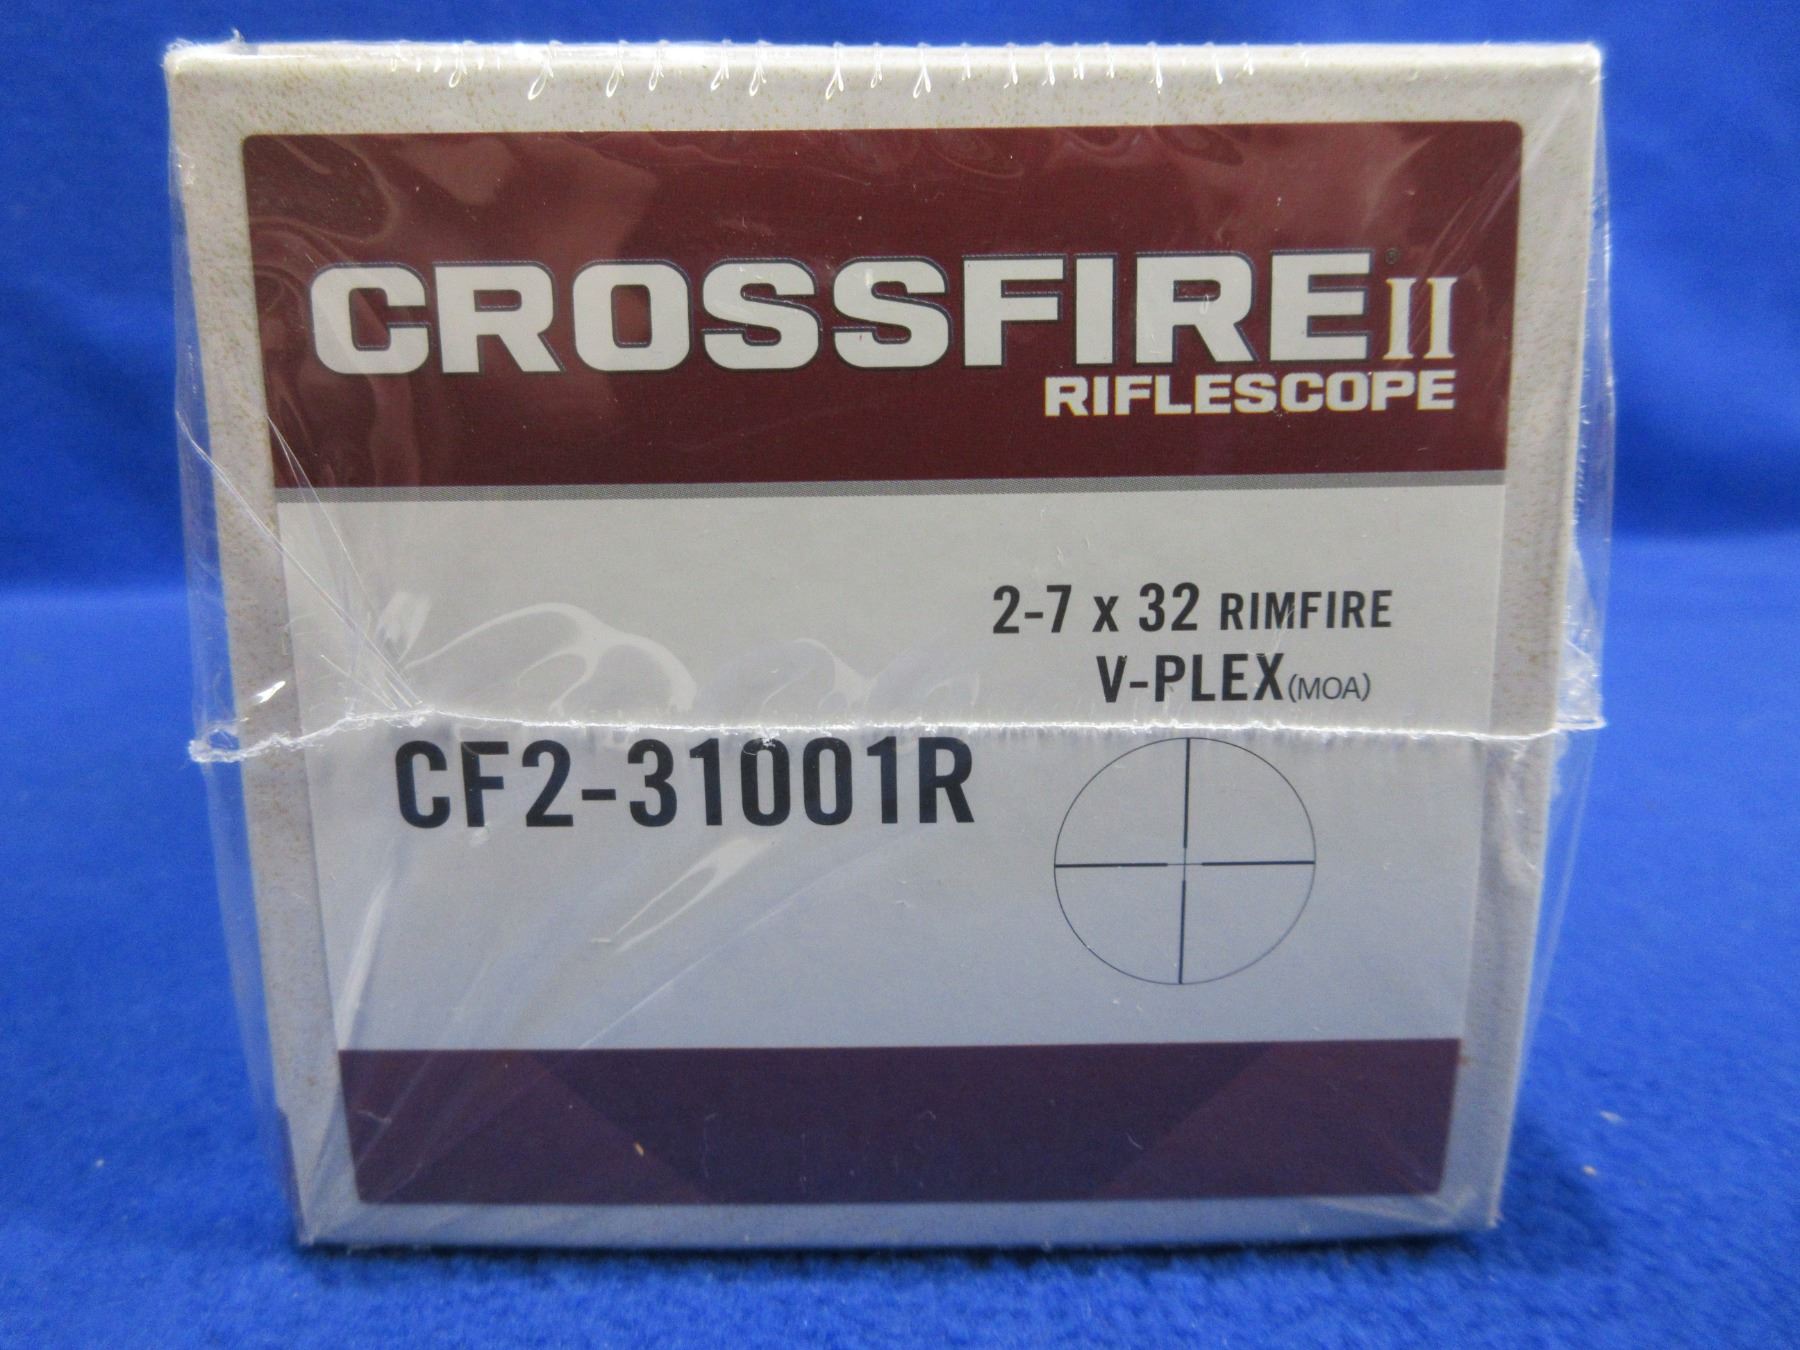 CROSSFIRE® II
RIFLESCOPE
2-7 x 32 RIMFIRE
V-PLEX (MOA)
CF2-31001R